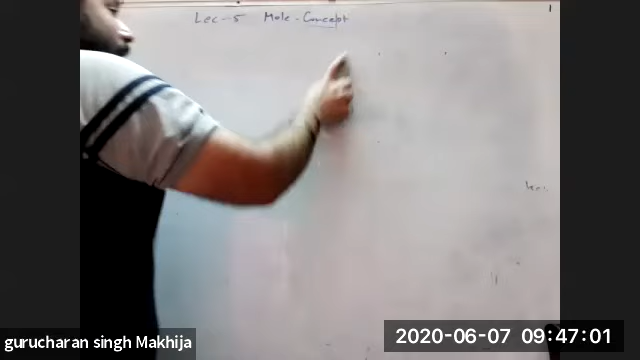 Lec-5 Mole-Concept
gurucharan singh Makhija
2020-06-07 09:47:01